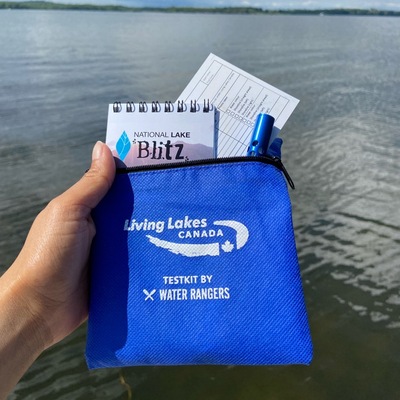 NATIONAL LAKE
Blitz
Living Lakes
CANADA
TESTKIT BY
WATER RANGERS